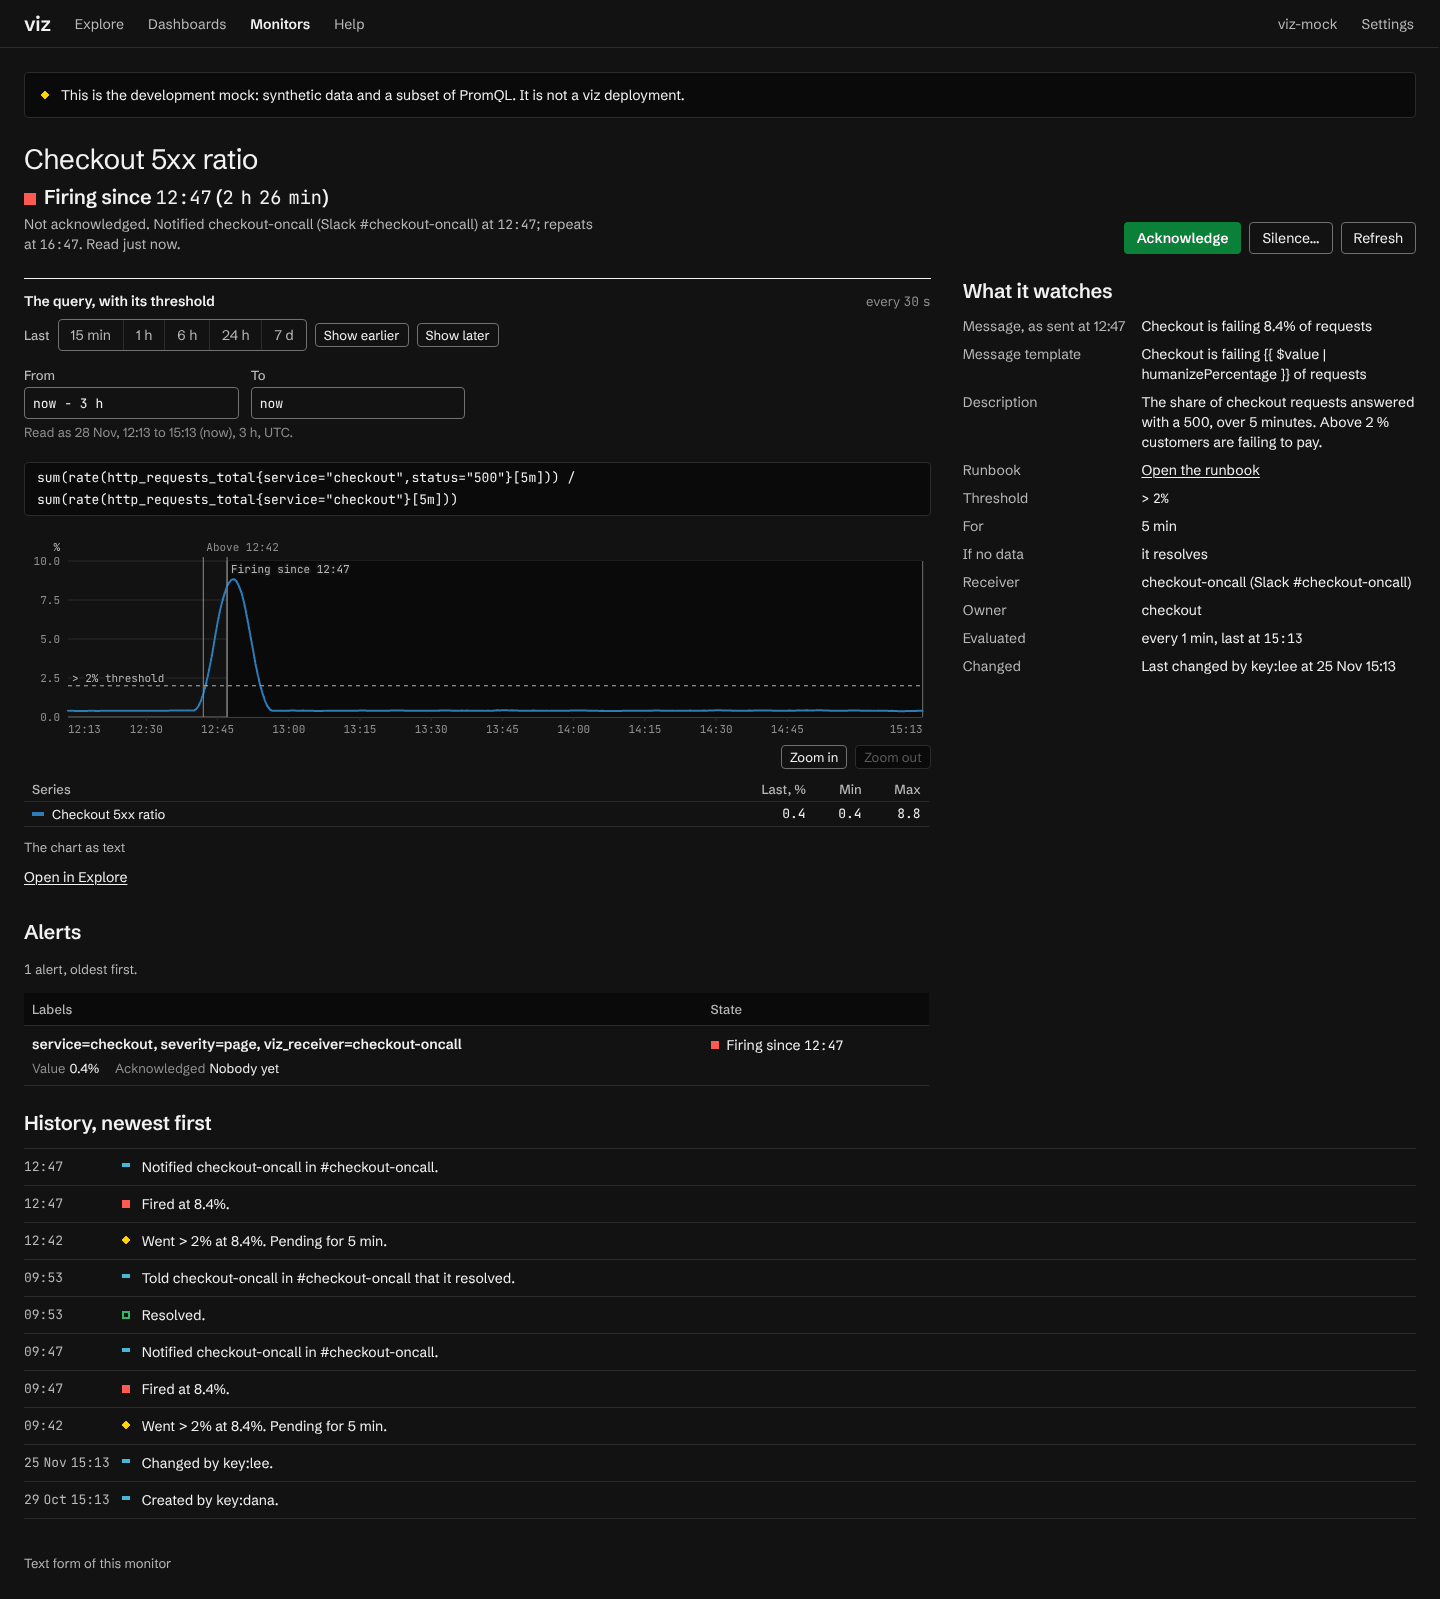 viz Explore Dashboards Monitors Help viz-mock Settings
This is the development mock: synthetic data and a subset of PromQL. It is not a viz deployment.
Checkout 5xx ratio
Firing since 12:47 (2 h 26 min)
Not acknowledged. Notified checkout-oncall (Slack #checkout-oncall) at 12:47; repeats
at 16:47. Read just now.
Acknowledge Silence... Refresh
The query, with its threshold every 30 s
Last 15 min 1 h 6 h 24 h 7 d Show earlier Show later
From To
now - 3 h now
Read as 28 Nov, 12:13 to 15:13 (now), 3 h, UTC.
sum(rate(http_requests_total{service="checkout",status="500"}[5m])) /
sum(rate(http_requests_total{service="checkout"}[5m]))
% Above 12:42
10.0 Firing since 12:47
7.5
5.0
2.5 > 2% threshold
0.0
12:13 12:30 12:45 13:00 13:15 13:30 13:45 14:00 14:15 14:30 14:45 15:13
Zoom in Zoom out
Series Last, % Min Max
Checkout 5xx ratio 0.4 0.4 8.8
The chart as text
Open in Explore
What it watches
Message, as sent at 12:47 Checkout is failing 8.4% of requests
Message template Checkout is failing {{ $value |
humanizePercentage }} of requests
Description The share of checkout requests answered
with a 500, over 5 minutes. Above 2 %
customers are failing to pay.
Runbook Open the runbook
Threshold > 2%
For 5 min
If no data it resolves
Receiver checkout-oncall (Slack #checkout-oncall)
Owner checkout
Evaluated every 1 min, last at 15:13
Changed Last changed by key:lee at 25 Nov 15:13
Alerts
1 alert, oldest first.
Labels State
service=checkout, severity=page, viz_receiver=checkout-oncall Firing since 12:47
Value 0.4% Acknowledged Nobody yet
History, newest first
12:47 Notified checkout-oncall in #checkout-oncall.
12:47 Fired at 8.4%.
12:42 Went > 2% at 8.4%. Pending for 5 min.
09:53 Told checkout-oncall in #checkout-oncall that it resolved.
09:53 Resolved.
09:47 Notified checkout-oncall in #checkout-oncall.
09:47 Fired at 8.4%.
09:42 Went > 2% at 8.4%. Pending for 5 min.
25 Nov 15:13 Changed by key:lee.
29 Oct 15:13 Created by key:dana.
Text form of this monitor